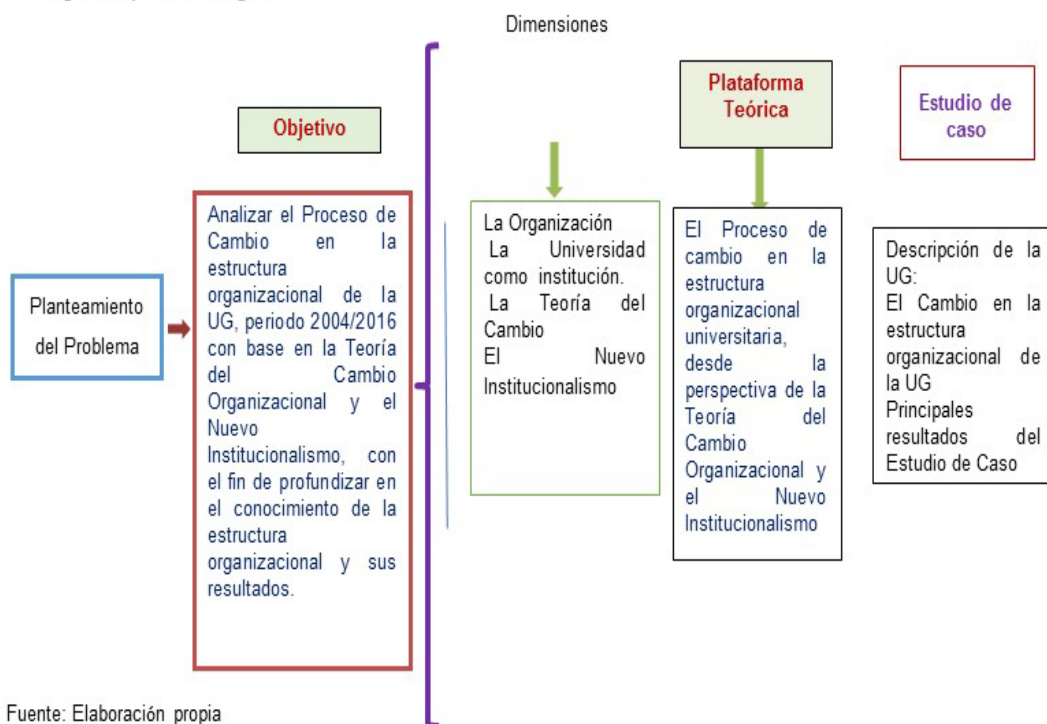 Dimensiones
Objetivo
Plataforma
Teórica
Estudio de
caso
Planteamiento
del Problema
Analizar el Proceso de
Cambio en la
estructura
organizacional de la
UG, periodo 2004/2016
con base en la Teoría
del Cambio
Organizacional y el
Nuevo
Institucionalismo, con
el fin de profundizar en
el conocimiento de la
estructura
organizacional y sus
resultados.
La Organización
La Universidad
como institución.
La Teoría del
Cambio
El Nuevo
Institucionalismo
El Proceso de
cambio en la
estructura
organizacional
universitaria,
desde la
perspectiva de la
Teoría del
Cambio
Organizacional y
el Nuevo
Institucionalismo
Descripción de la
UG:
El Cambio en la
estructura
organizacional de
la UG
Principales
resultados del
Estudio de Caso
Fuente: Elaboración propia